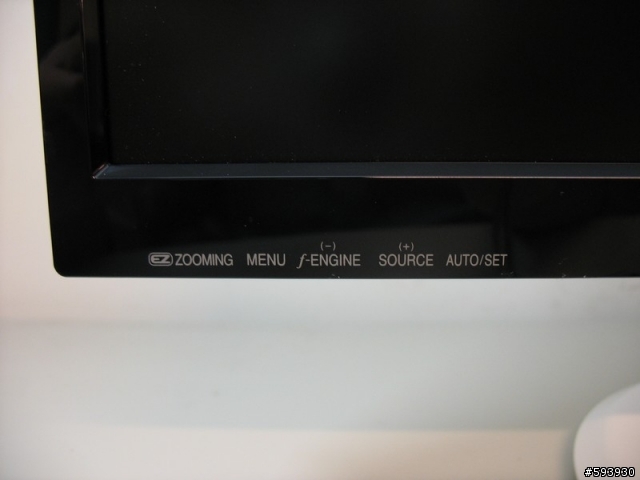 (-) (+)
EZ ZOOMING MENU f-ENGINE SOURCE AUTO/SET
#593930